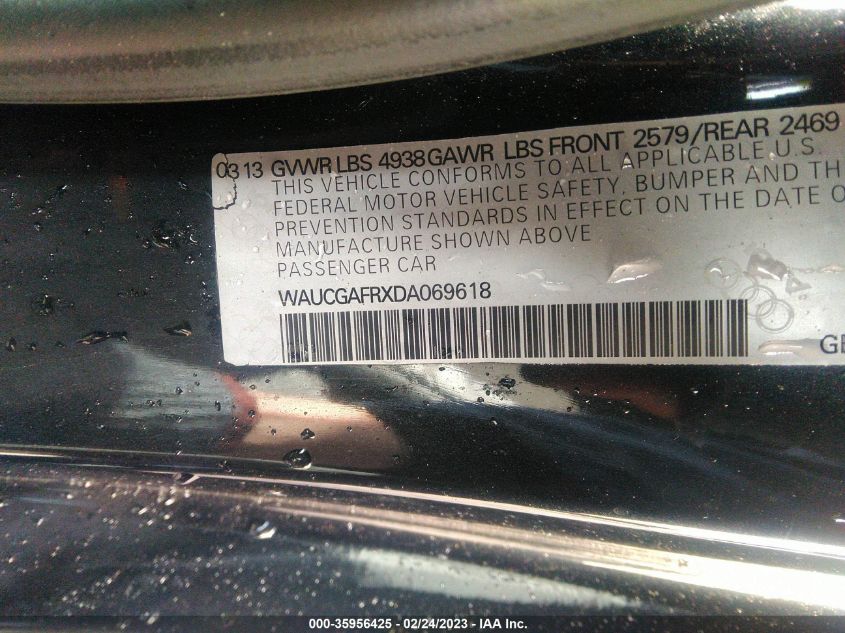 03 13 GVWR LBS 4938 GAWR LBS FRONT 2579/REAR 2469
THIS VEHICLE CONFORMS TO ALL APPLICABLE U.S.
FEDERAL MOTOR VEHICLE SAFETY, BUMPER AND TH
PREVENTION STANDARDS IN EFFECT ON THE DATE O
MANUFACTURE SHOWN ABOVE
PASSENGER CAR
WAUCGAFRXDA069618
GE
000-35956425 - 02/24/2023 - IAA Inc.